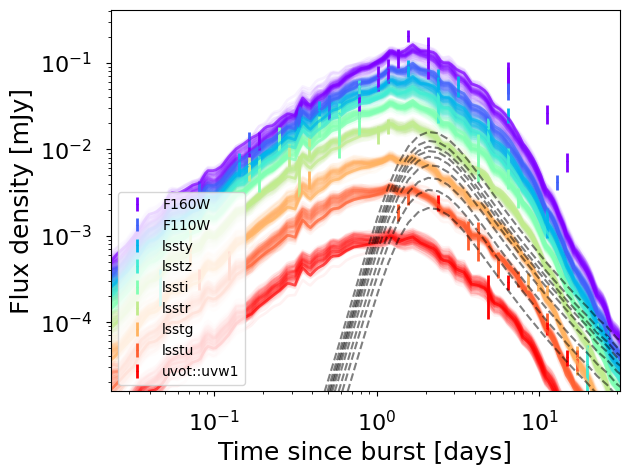 Flux density [mJy]
10⁻¹
10⁻²
10⁻³
10⁻⁴
F160W
F110W
lssty
lsstz
lssti
lsstr
lsstg
lsstu
uvot::uvw1
10⁻¹ 10⁰ 10¹
Time since burst [days]